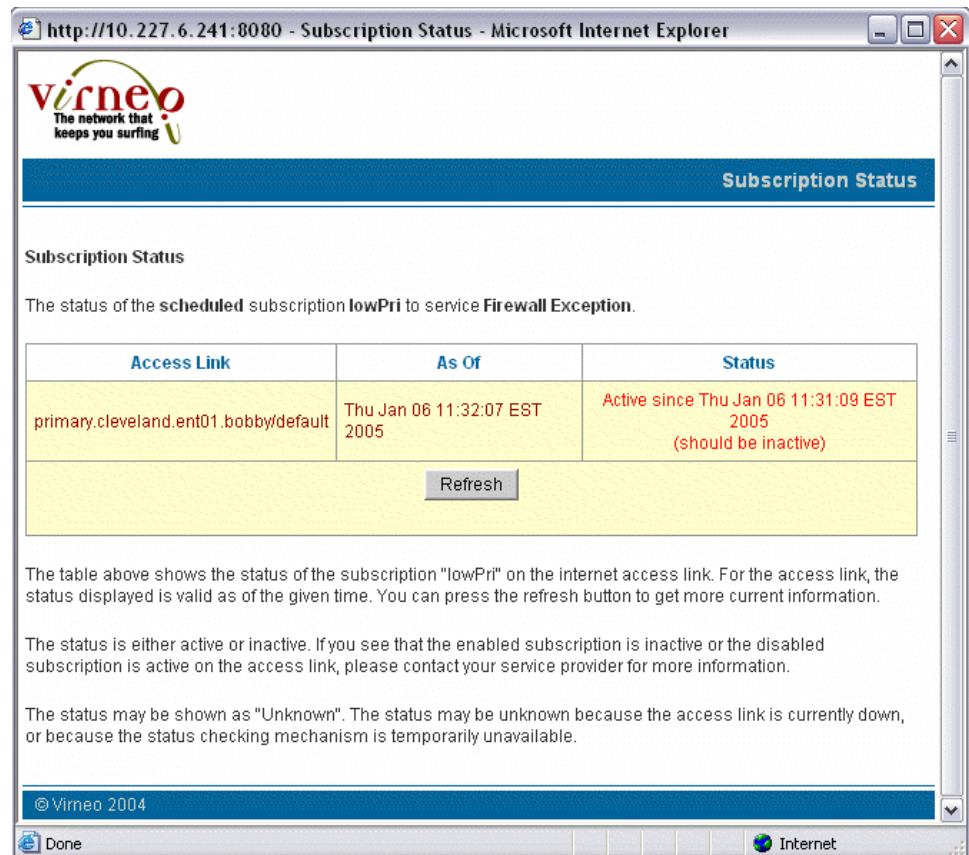 http://10.227.6.241:8080 - Subscription Status - Microsoft Internet Explorer
Virneo
The network that
keeps you surfing
Subscription Status
Subscription Status
The status of the scheduled subscription lowPri to service Firewall Exception.
Access Link
As Of
Status
primary.cleveland.ent01.bobby/default
Thu Jan 06 11:32:07 EST
2005
Active since Thu Jan 06 11:31:09 EST
2005
(should be inactive)
Refresh
The table above shows the status of the subscription "lowPri" on the internet access link. For the access link, the
status displayed is valid as of the given time. You can press the refresh button to get more current information.
The status is either active or inactive. If you see that the enabled subscription is inactive or the disabled
subscription is active on the access link, please contact your service provider for more information.
The status may be shown as "Unknown". The status may be unknown because the access link is currently down,
or because the status checking mechanism is temporarily unavailable.
© Virneo 2004
Done
Internet